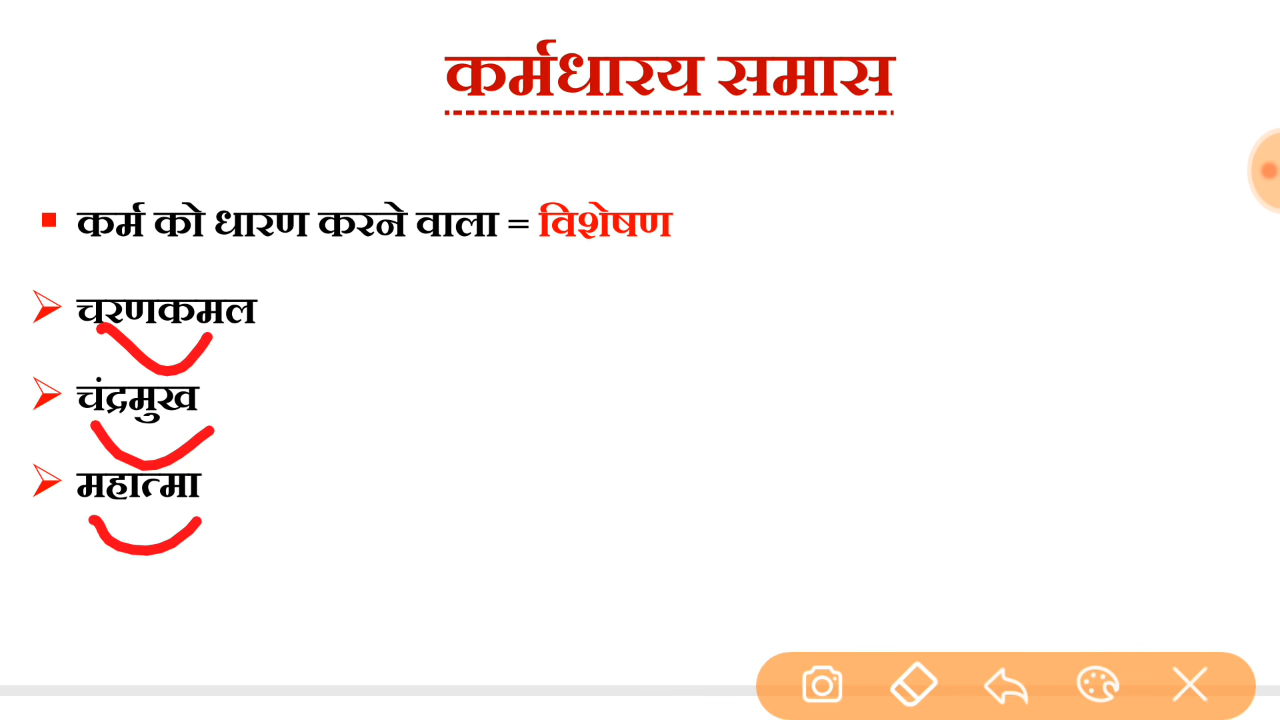 कर्मधारय समास
कर्म को धारण करने वाला = विशेषण
चरणकमल
चंद्रमुख
महात्मा